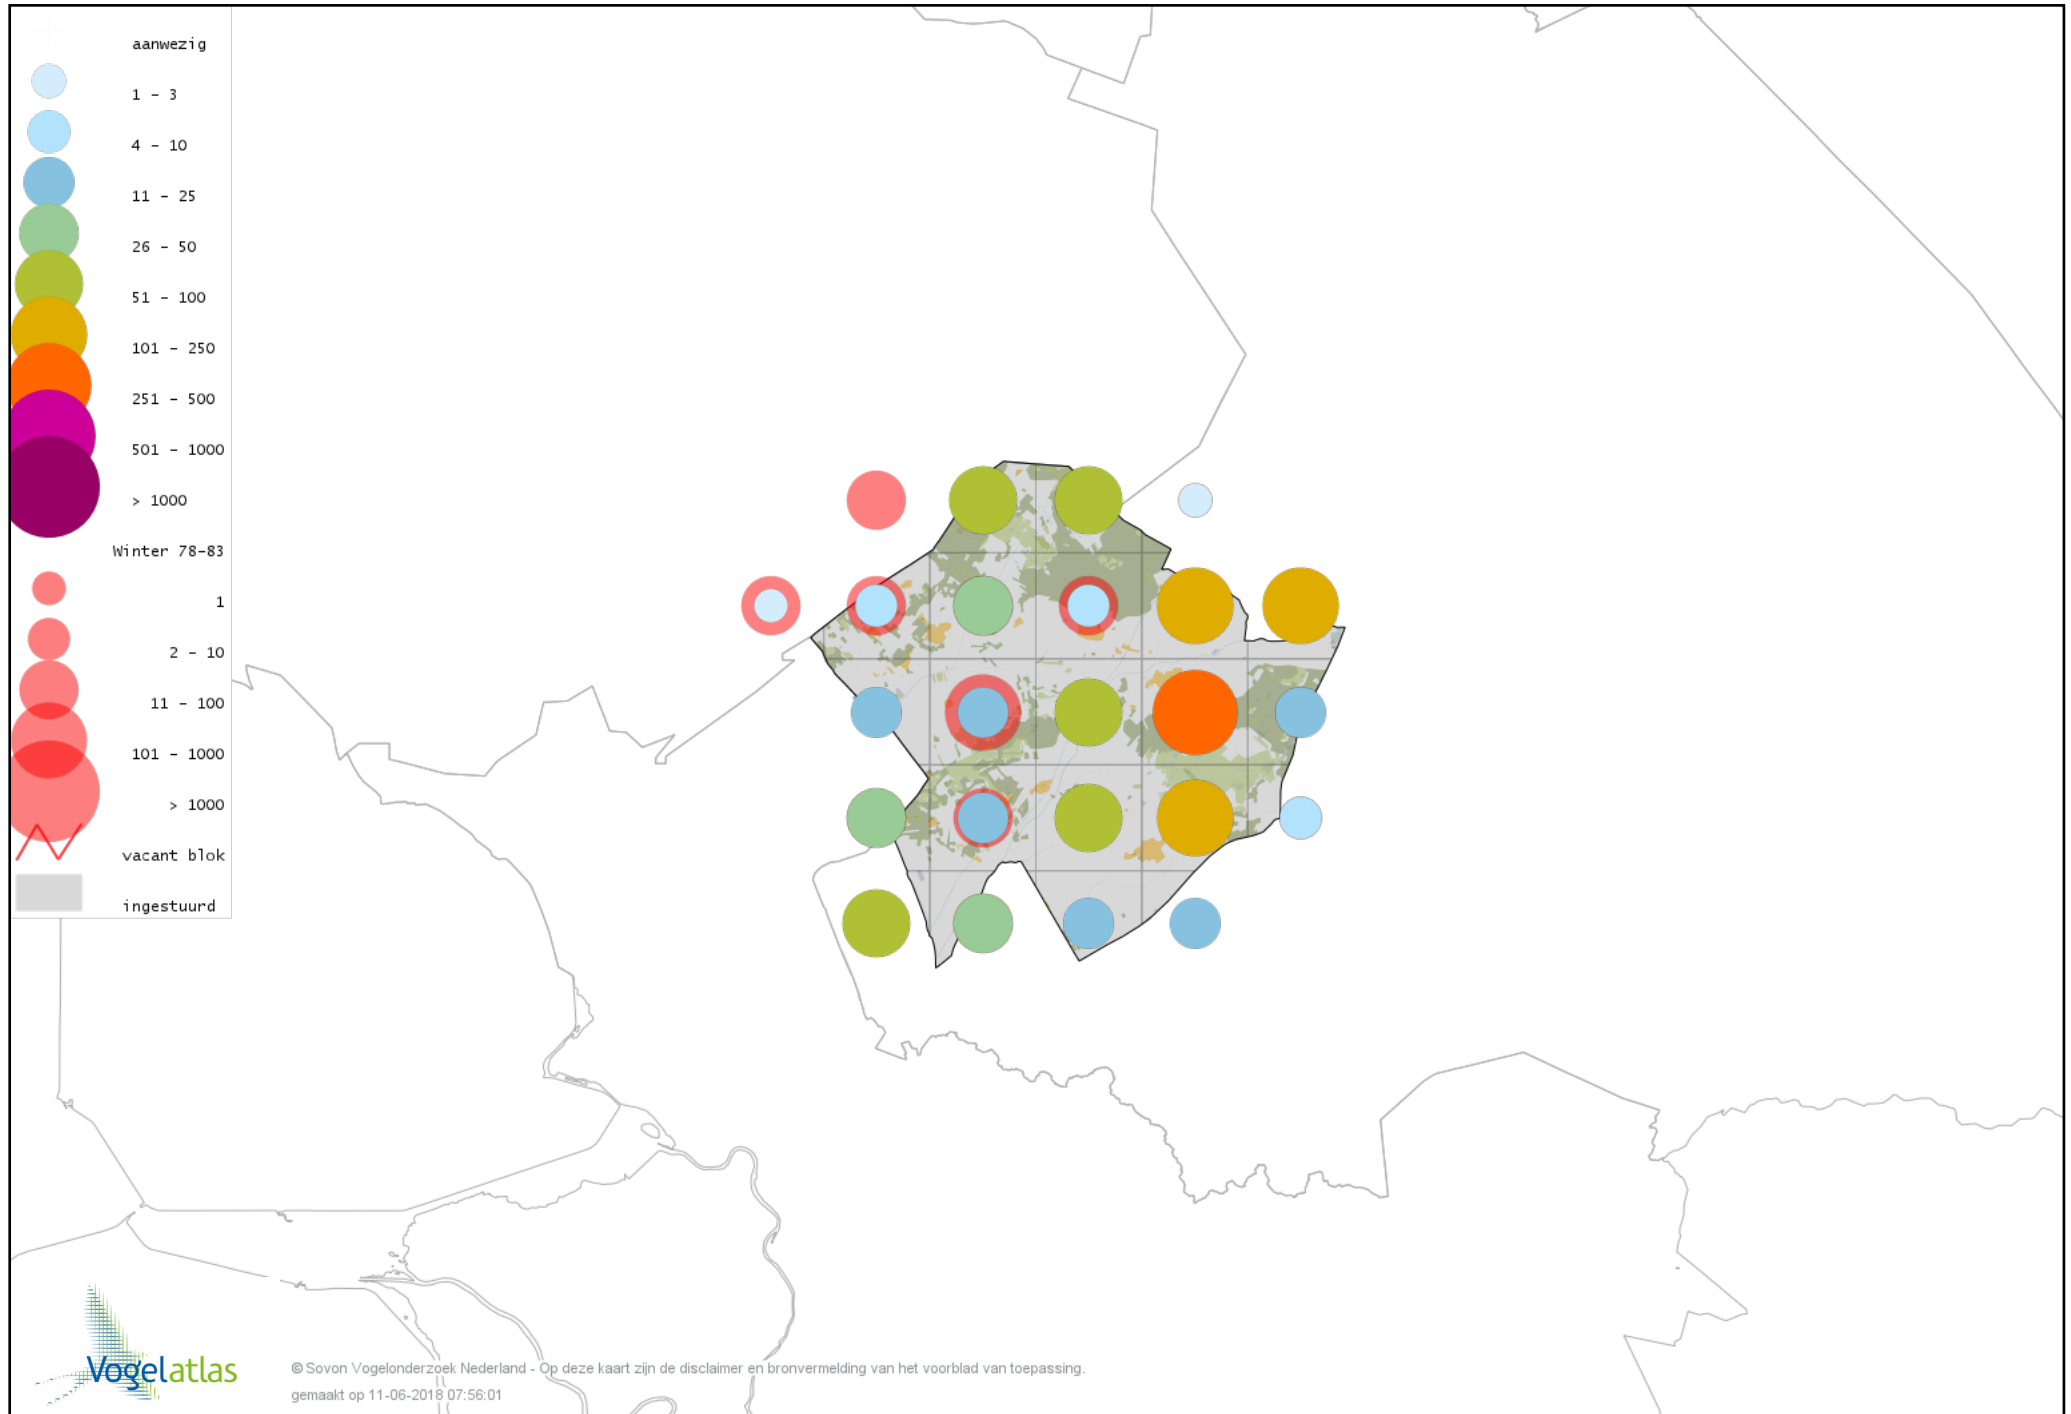 aanwezig
1 - 3
4 - 10
11 - 25
26 - 50
51 - 100
101 - 250
251 - 500
501 - 1000
> 1000
Winter 78-83
1
2 - 10
11 - 100
101 - 1000
> 1000
vacant blok
ingestuurd
Vogelatlas
© Sovon Vogelonderzoek Nederland - Op deze kaart zijn de disclaimer en bronvermelding van het voorblad van toepassing.
gemaakt op 11-06-2018 07:56:01